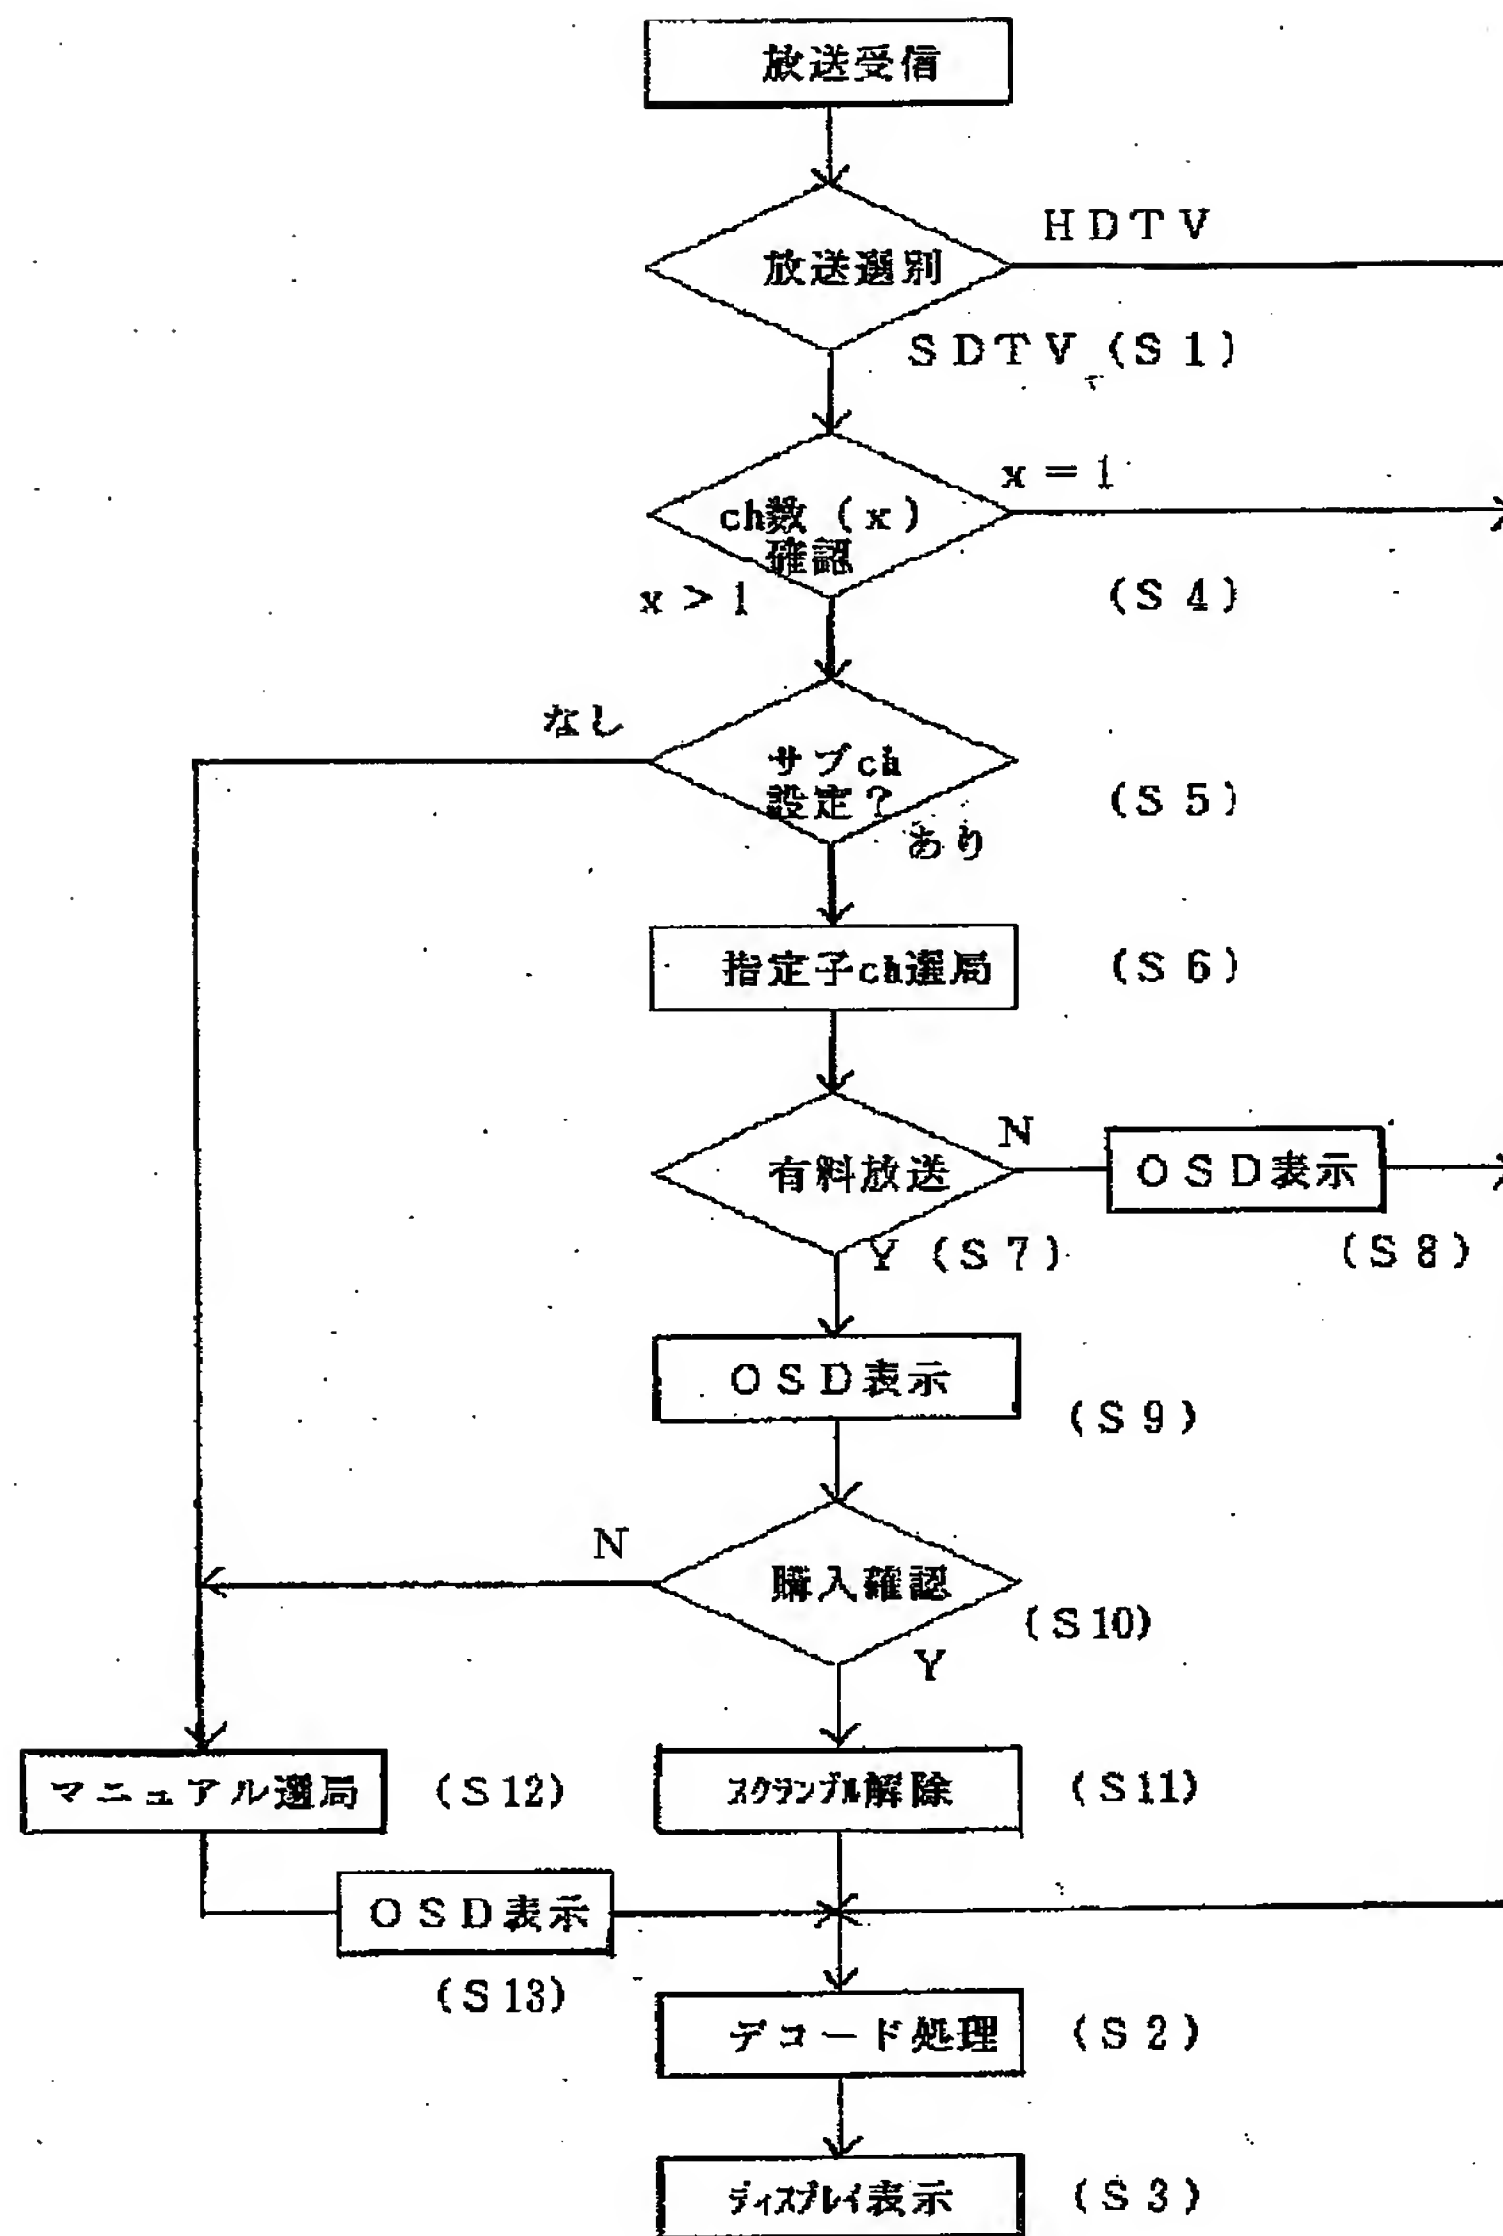 放送受信
HDTV
放送選別
SDTV (S1)
x=1
ch数 (x)
確認
x>1
(S4)
なし
サブch
設定?
(S5)
あり
指定子ch選局
(S6)
N
有料放送
OSD表示
Y (S7)
(S8)
OSD表示
(S9)
N
購入確認
(S10)
Y
マニュアル選局
(S12)
スクランブル解除
(S11)
OSD表示
(S13)
デコード処理
(S2)
ディスプレイ表示
(S3)